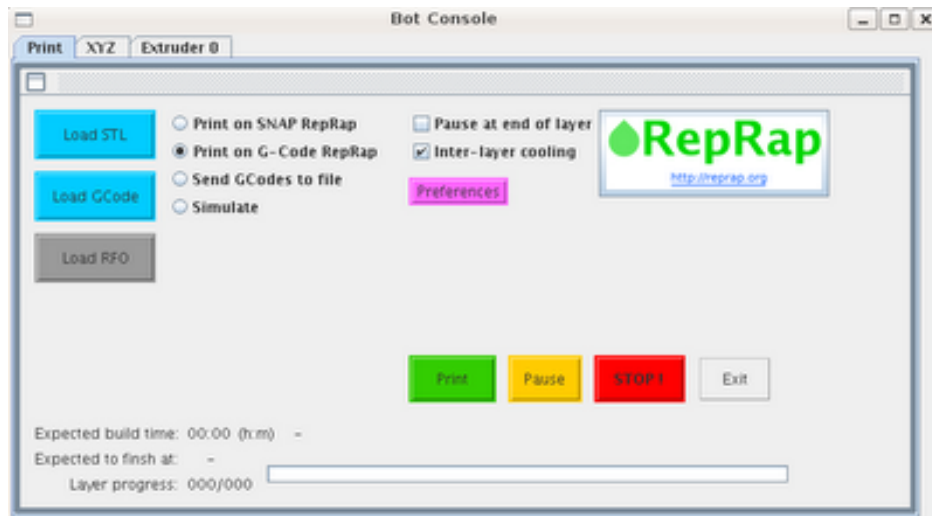 Bot Console
Print XYZ Extruder 0
Load STL
Print on SNAP RepRap
Print on G-Code RepRap
Send GCodes to file
Simulate
Load GCode
Load RFO
Pause at end of layer
Inter-layer cooling
Preferences
RepRap
http://reprap.org
Print Pause STOP! Exit
Expected build time: 00:00 (h:m) -
Expected to finsh at: -
Layer progress: 000/000